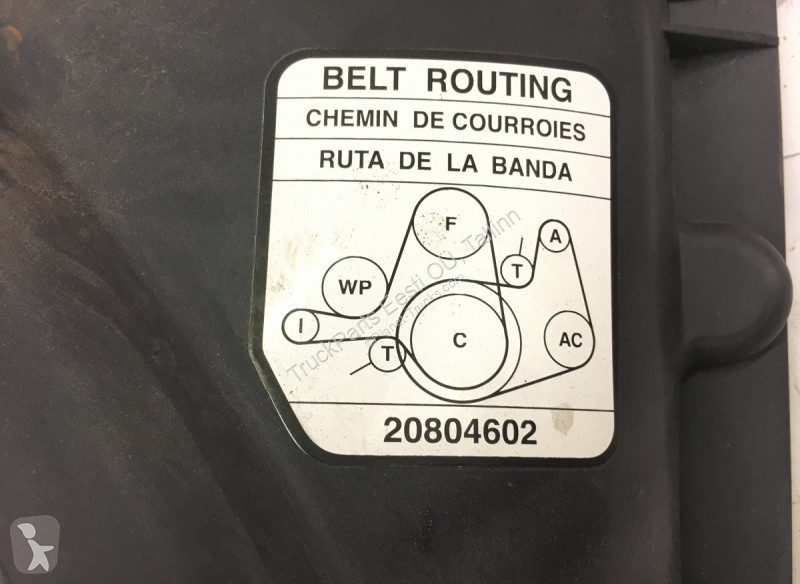 BELT ROUTING
CHEMIN DE COURROIES
RUTA DE LA BANDA
F
A
T
WP
I
T
C
AC
20804602
TruckParts Eesti OÜ, Tallinn